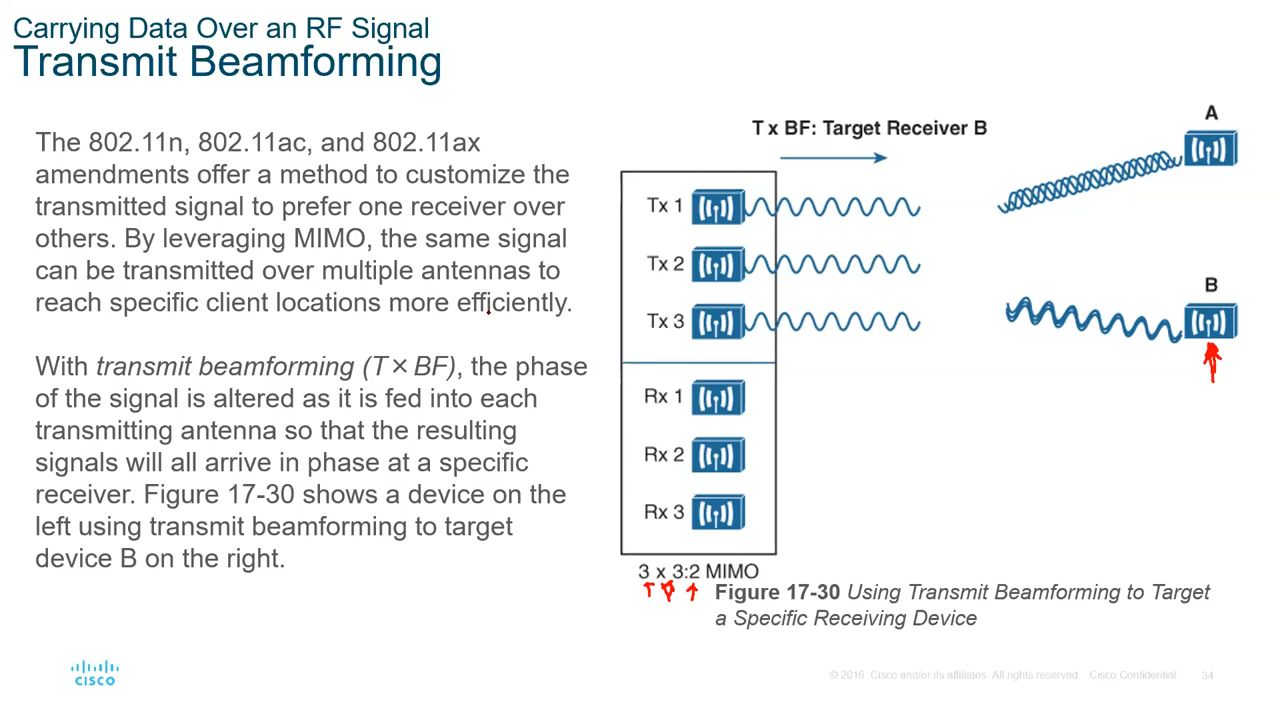 Carrying Data Over an RF Signal
Transmit Beamforming
The 802.11n, 802.11ac, and 802.11ax
amendments offer a method to customize the
transmitted signal to prefer one receiver over
others. By leveraging MIMO, the same signal
can be transmitted over multiple antennas to
reach specific client locations more efficiently.
With transmit beamforming (T×BF), the phase
of the signal is altered as it is fed into each
transmitting antenna so that the resulting
signals will all arrive in phase at a specific
receiver. Figure 17-30 shows a device on the
left using transmit beamforming to target
device B on the right.
T x BF: Target Receiver B
A
Tx 1
Tx 2
B
Tx 3
Rx 1
Rx 2
Rx 3
3 x 3:2 MIMO
Figure 17-30 Using Transmit Beamforming to Target
a Specific Receiving Device
CISCO
© 2016 Cisco and/or its affiliates. All rights reserved. Cisco Confidential
34